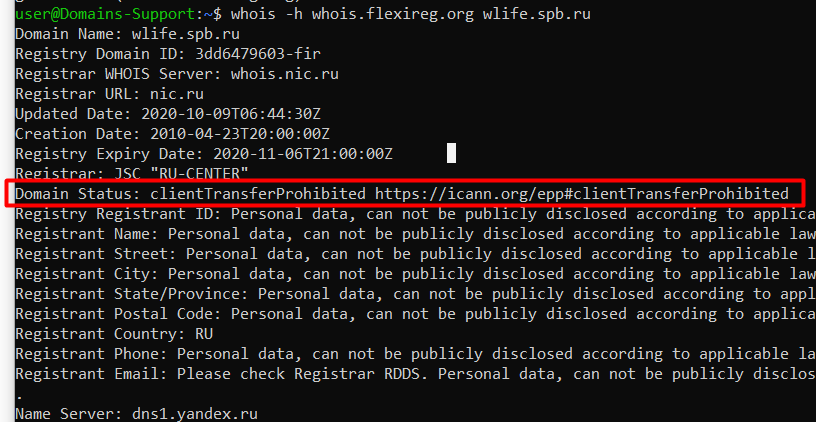 user@Domains-Support:~$ whois -h whois.flexireg.org wlife.spb.ru
Domain Name: wlife.spb.ru
Registry Domain ID: 3dd6479603-fir
Registrar WHOIS Server: whois.nic.ru
Registrar URL: nic.ru
Updated Date: 2020-10-09T06:44:30Z
Creation Date: 2010-04-23T20:00:00Z
Registry Expiry Date: 2020-11-06T21:00:00Z
Registrar: JSC "RU-CENTER"
Domain Status: clientTransferProhibited https://icann.org/epp#clientTransferProhibited
Registry Registrant ID: Personal data, can not be publicly disclosed according to applica
Registrant Name: Personal data, can not be publicly disclosed according to applicable law
Registrant Street: Personal data, can not be publicly disclosed according to applicable l
Registrant City: Personal data, can not be publicly disclosed according to applicable law
Registrant State/Province: Personal data, can not be publicly disclosed according to appl
Registrant Postal Code: Personal data, can not be publicly disclosed according to applica
Registrant Country: RU
Registrant Phone: Personal data, can not be publicly disclosed according to applicable la
Registrant Email: Please check Registrar RDDS. Personal data, can not be publicly disclos
.
Name Server: dns1.yandex.ru